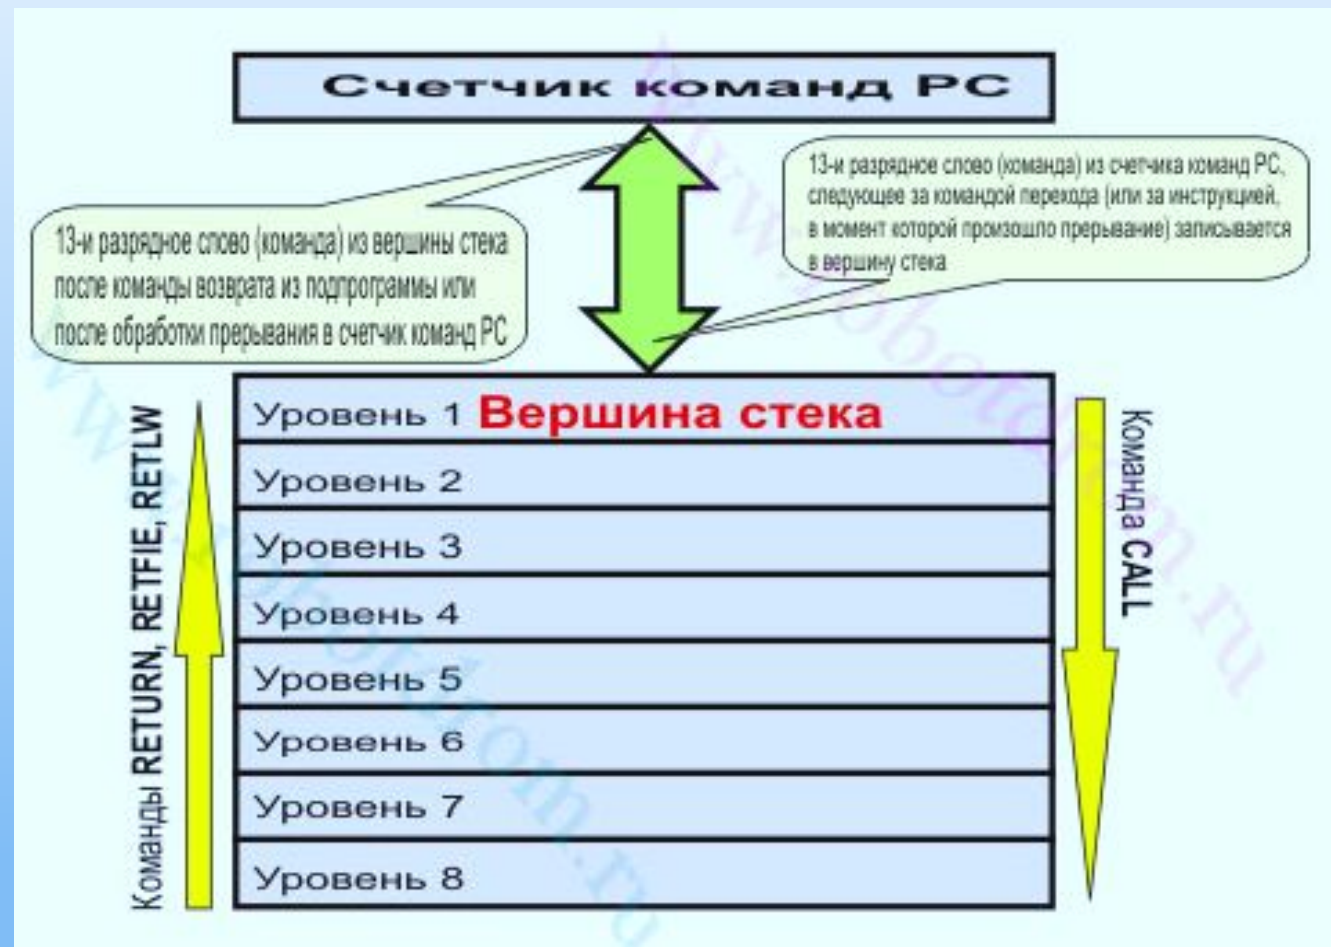 Счетчик команд PC
13-и разрядное слово (команда) из счетчика команд PC,
следующее за командой перехода (или за инструкцией,
в момент которой произошло прерывание) записывается
в вершину стека
13-и разрядное слово (команда) из вершины стека
после команды возврата из подпрограммы или
после обработки прерывания в счетчик команд PC
Уровень 1 Вершина стека
Уровень 2
Уровень 3
Уровень 4
Уровень 5
Уровень 6
Уровень 7
Уровень 8
Команды RETURN, RETFIE, RETLW
Команда CALL